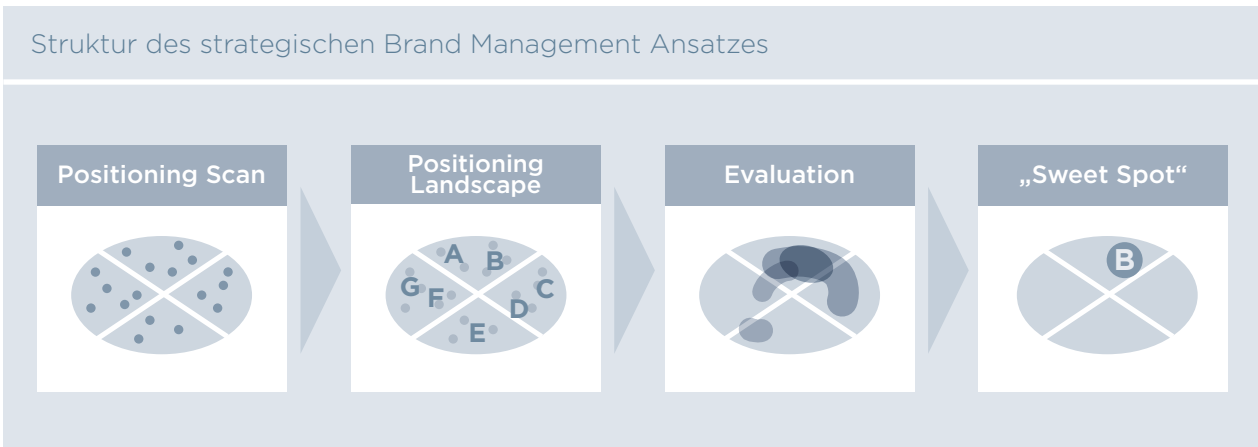 Struktur des strategischen Brand Management Ansatzes
Positioning Scan
Positioning
Landscape
Evaluation
„Sweet Spot“
A
B
G
F
C
D
E
B